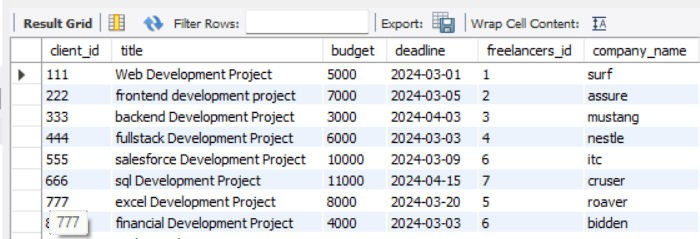 Result Grid Filter Rows: Export: Wrap Cell Content: IA
client_id title budget deadline freelancers_id company_name
111 Web Development Project 5000 2024-03-01 1 surf
222 frontend development project 7000 2024-03-05 2 assure
333 backend Development Project 3000 2024-04-03 3 mustang
444 fullstack Development Project 6000 2024-03-03 4 nestle
555 salesforce Development Project 10000 2024-03-09 6 itc
666 sql Development Project 11000 2024-04-15 7 cruser
777 excel Development Project 8000 2024-03-20 5 roaver
777 financial Development Project 4000 2024-03-03 6 bidden